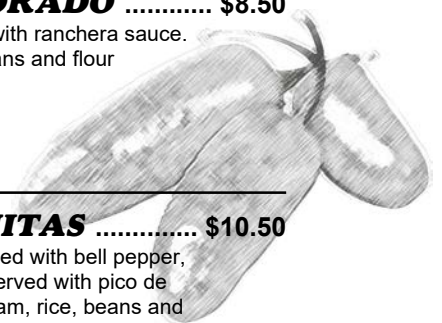 ORADO ............ $8.50
with ranchera sauce.
ans and flour
ITAS .............. $10.50
ed with bell pepper,
erved with pico de
am, rice, beans and